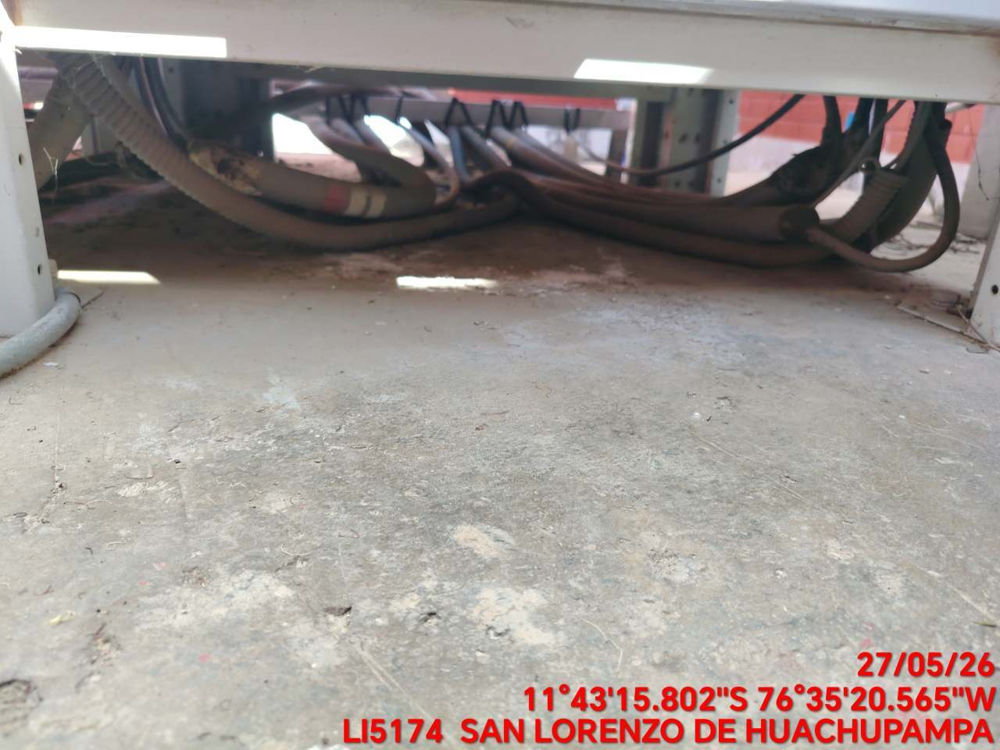 27/05/26
11°43'15.802"S 76°35'20.565"W
LI5174 SAN LORENZO DE HUACHUPAMPA